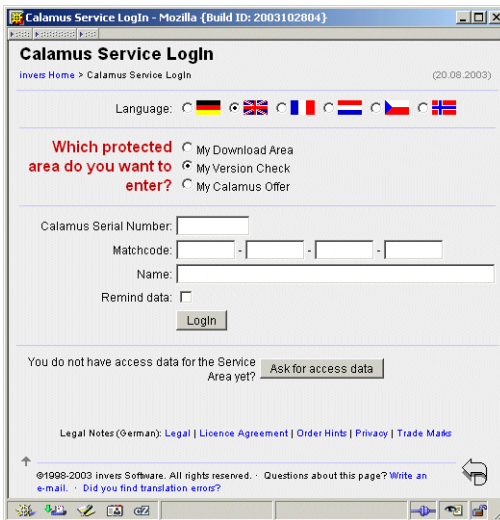 Calamus Service LogIn - Mozilla {Build ID: 2003102804}
Calamus Service LogIn
invers Home > Calamus Service LogIn
(20.08.2003)
Language:
Which protected
area do you want to
enter?
My Download Area
My Version Check
My Calamus Offer
Calamus Serial Number:
Matchcode: - - -
Name:
Remind data:
LogIn
You do not have access data for the Service
Area yet?
Ask for access data
Legal Notes (German): Legal | Licence Agreement | Order Hints | Privacy | Trade Marks
©1998-2003 invers Software. All rights reserved. · Questions about this page? Write an
e-mail. · Did you find translation errors?